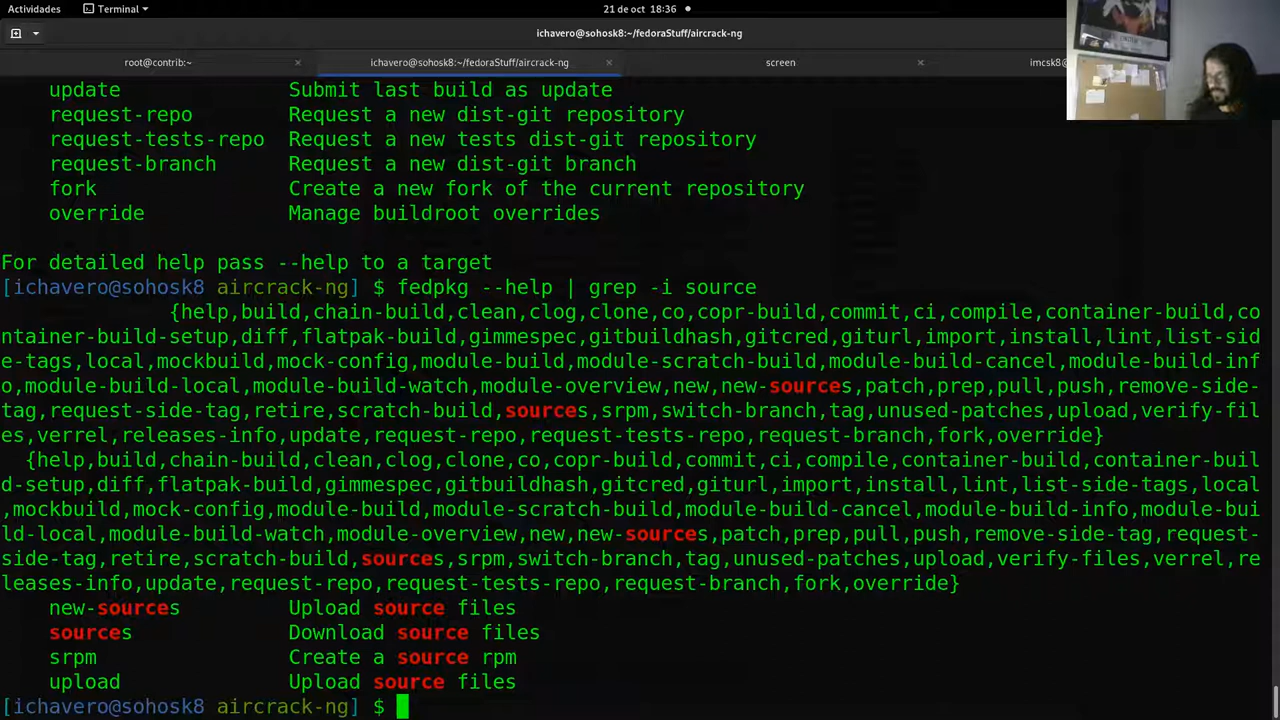 Actividades
Terminal
21 de oct 18:36
ichavero@sohosk8:~/fedoraStuff/aircrack-ng
root@contrib:~
ichavero@sohosk8:~/fedoraStuff/aircrack-ng
screen
imcsk8@
update Submit last build as update
request-repo Request a new dist-git repository
request-tests-repo Request a new tests dist-git repository
request-branch Request a new dist-git branch
fork Create a new fork of the current repository
override Manage buildroot overrides
For detailed help pass --help to a target
[ichavero@sohosk8 aircrack-ng] $ fedpkg --help | grep -i source
{help,build,chain-build,clean,clog,clone,co,copr-build,commit,ci,compile,container-build,co
ntainer-build-setup,diff,flatpak-build,gimmespec,gitbuildhash,gitcred,giturl,import,install,lint,list-sid
e-tags,local,mockbuild,mock-config,module-build,module-scratch-build,module-build-cancel,module-build-inf
o,module-build-local,module-build-watch,module-overview,new,new-sources,patch,prep,pull,push,remove-side-
tag,request-side-tag,retire,scratch-build,sources,srpm,switch-branch,tag,unused-patches,upload,verify-fil
es,verrel,releases-info,update,request-repo,request-tests-repo,request-branch,fork,override}
{help,build,chain-build,clean,clog,clone,co,copr-build,commit,ci,compile,container-build,container-buil
d-setup,diff,flatpak-build,gimmespec,gitbuildhash,gitcred,giturl,import,install,lint,list-side-tags,local
,mockbuild,mock-config,module-build,module-scratch-build,module-build-cancel,module-build-info,module-bui
ld-local,module-build-watch,module-overview,new,new-sources,patch,prep,pull,push,remove-side-tag,request-
side-tag,retire,scratch-build,sources,srpm,switch-branch,tag,unused-patches,upload,verify-files,verrel,re
leases-info,update,request-repo,request-tests-repo,request-branch,fork,override}
new-sources Upload source files
sources Download source files
srpm Create a source rpm
upload Upload source files
[ichavero@sohosk8 aircrack-ng] $